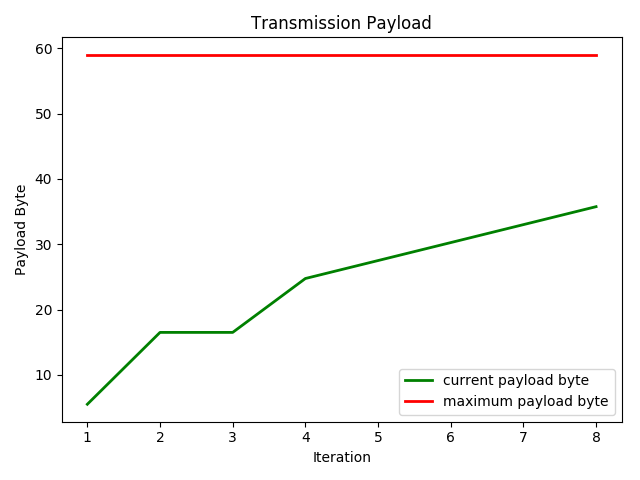 Transmission Payload
Payload Byte
60
50
40
30
20
10
current payload byte
maximum payload byte
1 2 3 4 5 6 7 8
Iteration